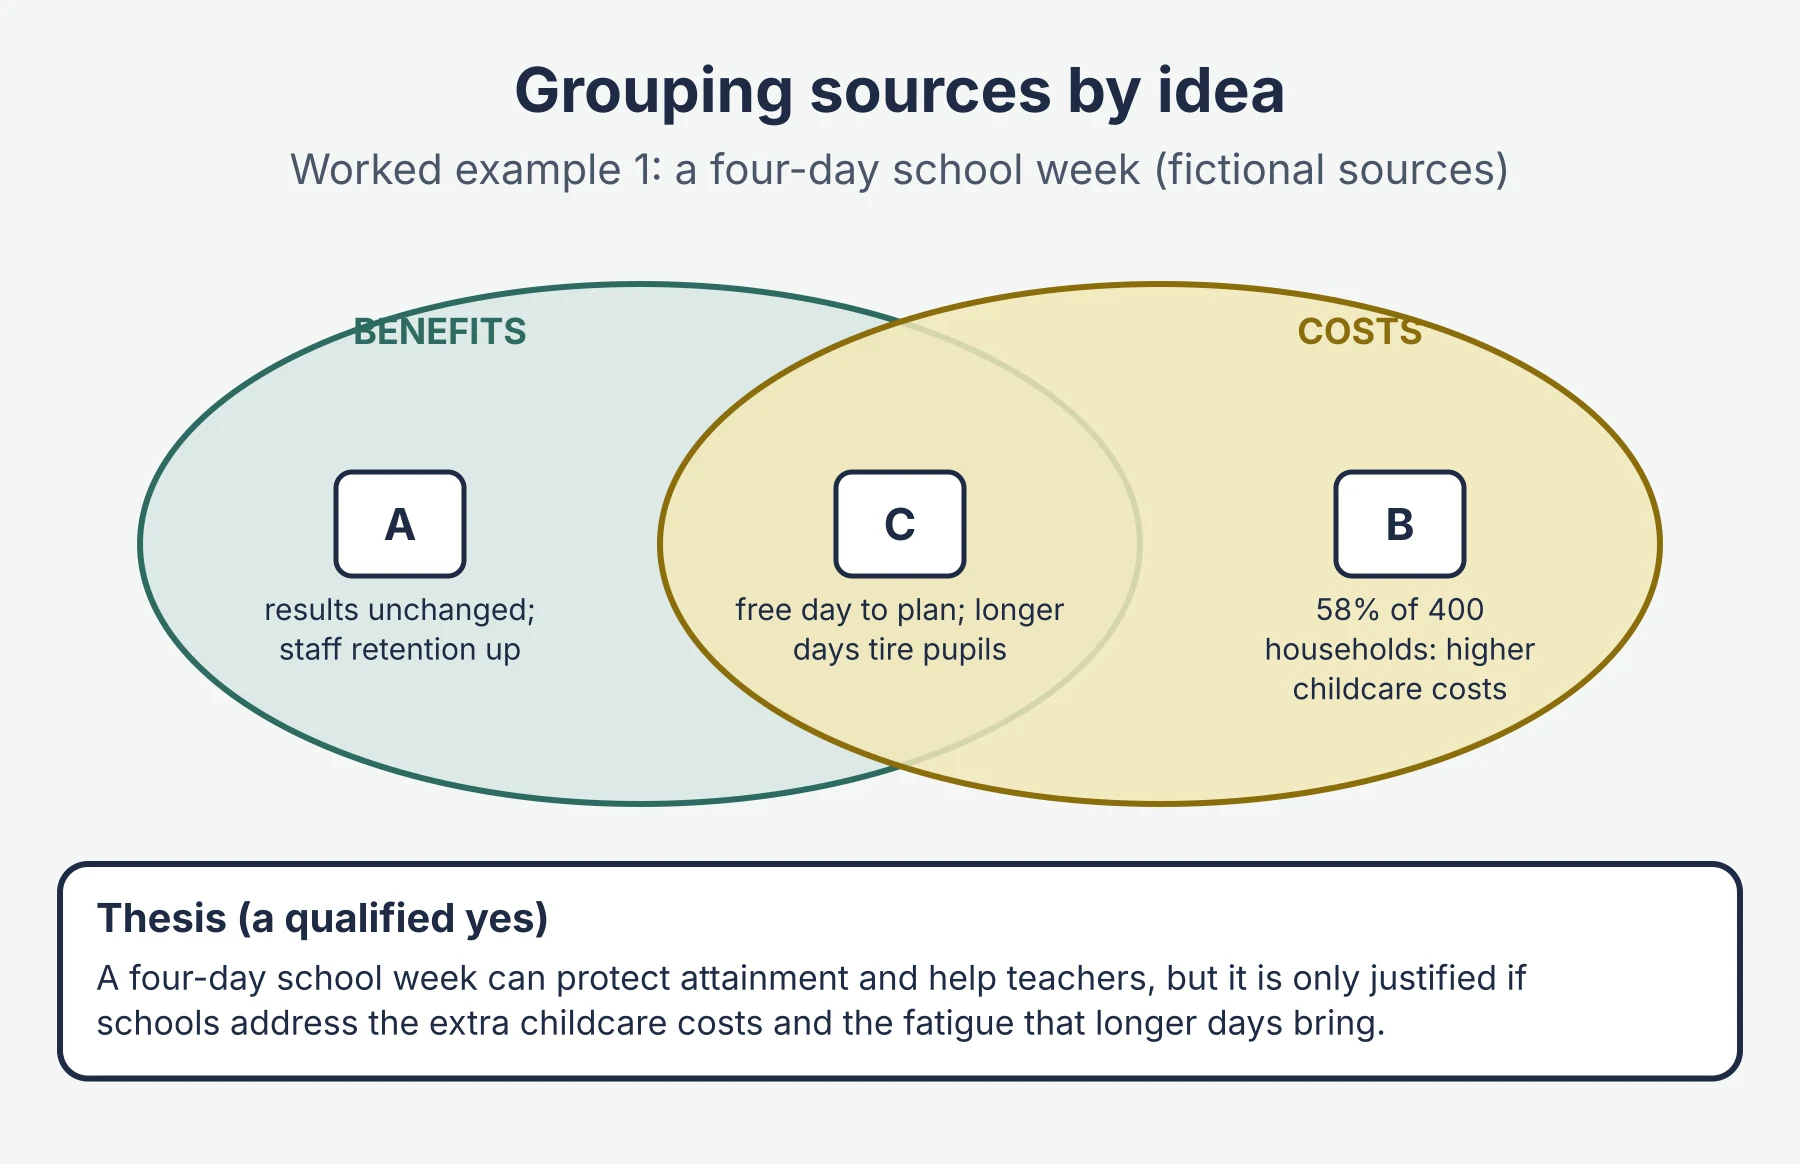 Grouping sources by idea
Worked example 1: a four-day school week (fictional sources)
BENEFITS
COSTS
A
results unchanged;
staff retention up
C
free day to plan; longer
days tire pupils
B
58% of 400
households: higher
childcare costs
Thesis (a qualified yes)
A four-day school week can protect attainment and help teachers, but it is only justified if
schools address the extra childcare costs and the fatigue that longer days bring.